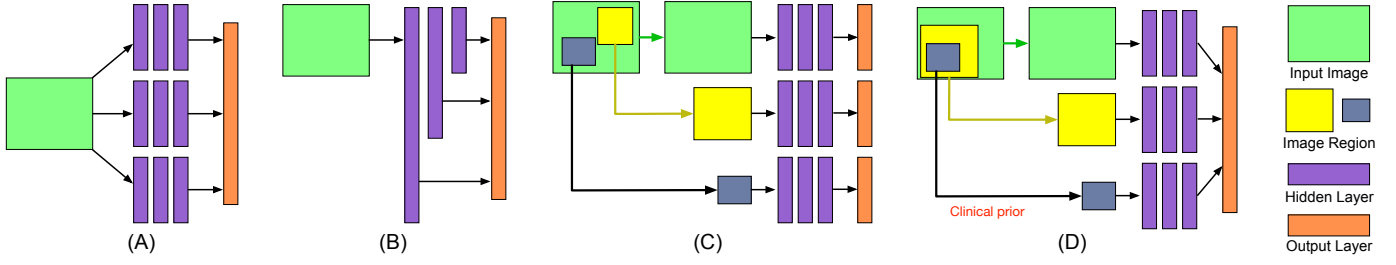 (A)
(B)
(C)
Clinical prior
(D)
Input Image
Image Region
Hidden Layer
Output Layer